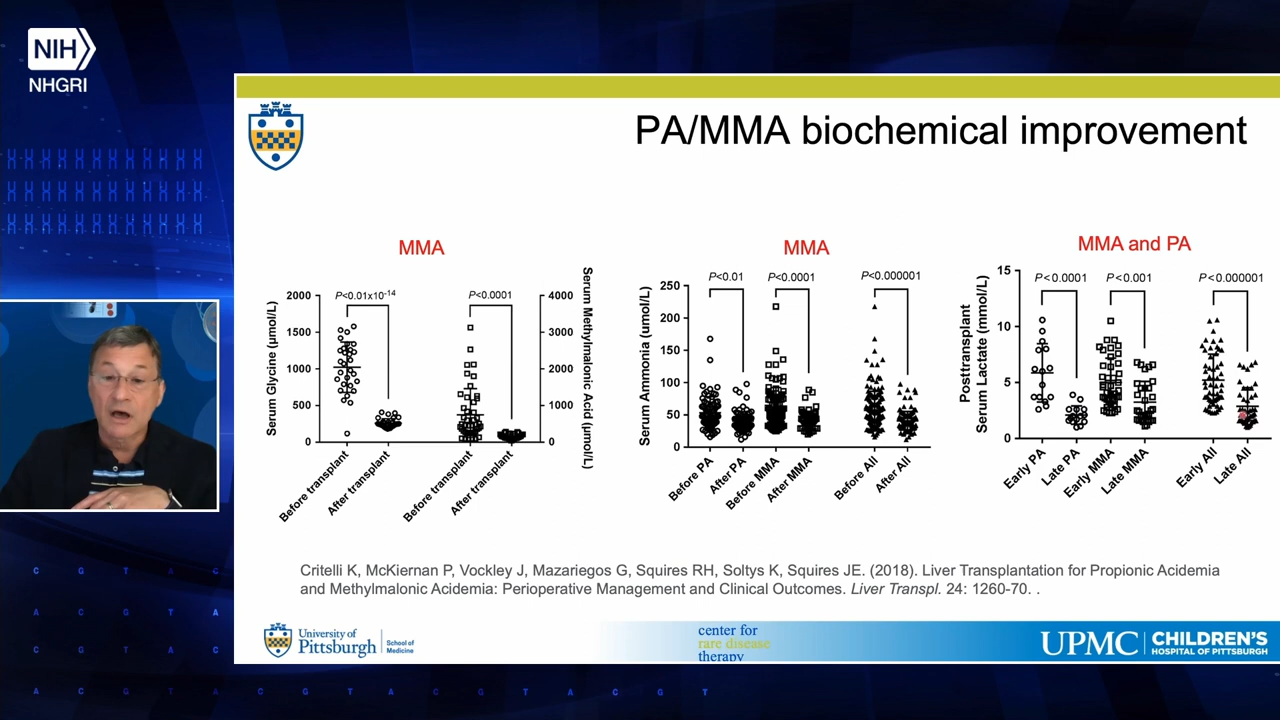 NIH
NHGRI
PA/MMA biochemical improvement
MMA
P<0.01x10-14
P<0.0001
2000
1500
1000
500
0
Serum Glycine (μmol/L)
4000
3000
2000
1000
0
Serum Methylmalonic Acid (μmol/L)
Before transplant
After transplant
Before transplant
After transplant
MMA
P<0.01
P<0.0001
P<0.000001
250
200
150
100
50
0
Serum Ammonia (umol/L)
Before PA
After PA
Before MMA
After MMA
Before All
After All
MMA and PA
P<0.0001
P<0.001
P<0.000001
15
10
5
0
Posttransplant
Serum Lactate (mmol/L)
Early PA
Late PA
Early MMA
Late MMA
Early All
Late All
Critelli K, McKiernan P, Vockley J, Mazariegos G, Squires RH, Soltys K, Squires JE. (2018). Liver Transplantation for Propionic Acidemia
and Methylmalonic Acidemia: Perioperative Management and Clinical Outcomes. Liver Transpl. 24: 1260-70. .
University of
Pittsburgh
School of
Medicine
center for
rare disease
therapy
UPMC
CHILDREN'S
HOSPITAL OF PITTSBURGH
C G T A C
A C G T A
C G T A C
A C G T A C G T A C G T A C G T